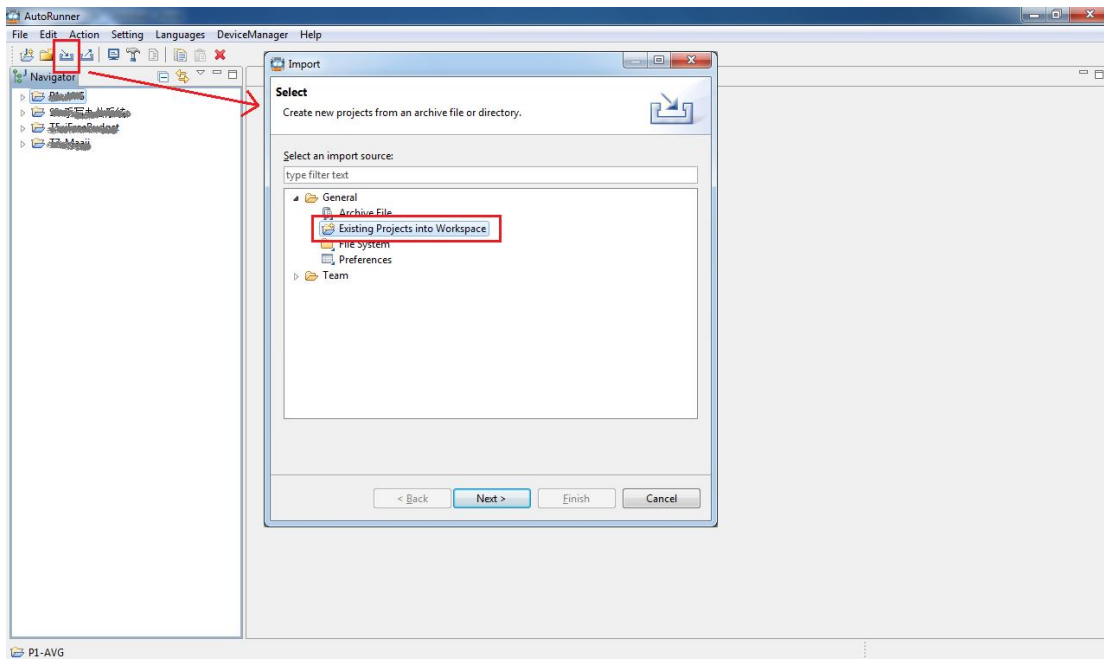 AutoRunner
File Edit Action Setting Languages DeviceManager Help
Navigator
Import
Select
Create new projects from an archive file or directory.
Select an import source:
type filter text
General
Archive File
Existing Projects into Workspace
File System
Preferences
Team
< Back Next > Finish Cancel
P1-AVG